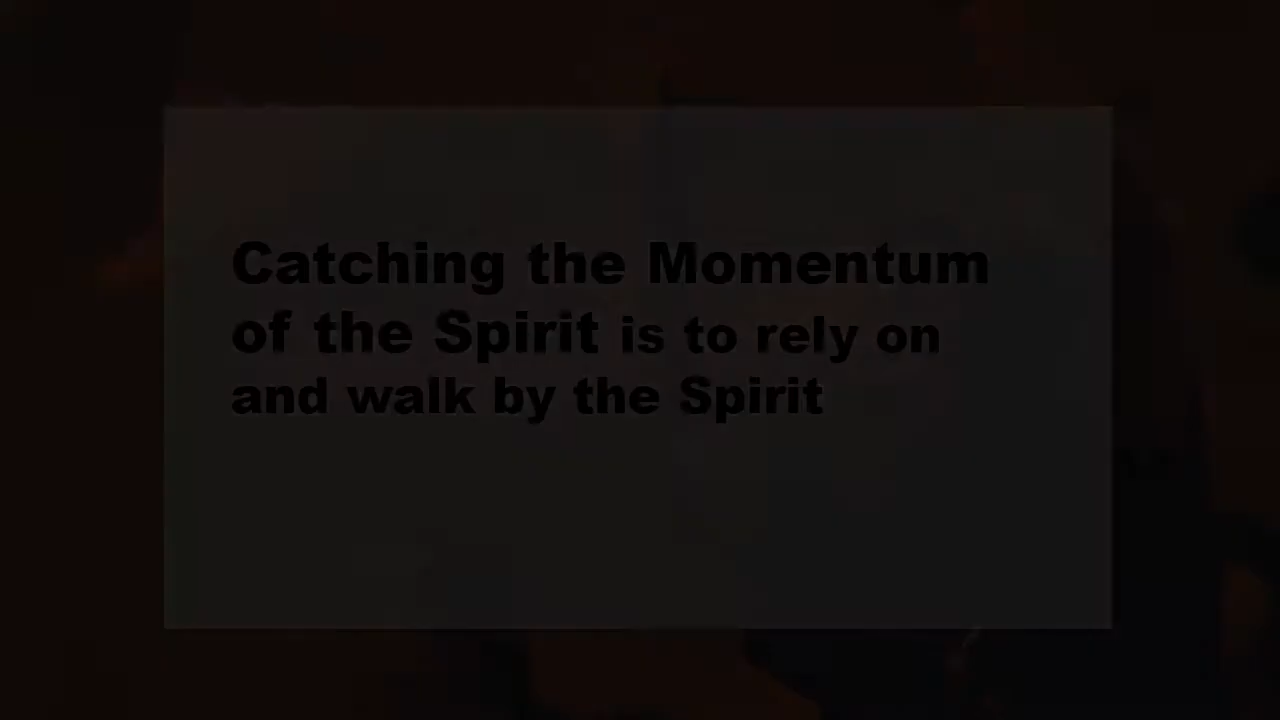 Catching the Momentum
of the Spirit is to rely on
and walk by the Spirit